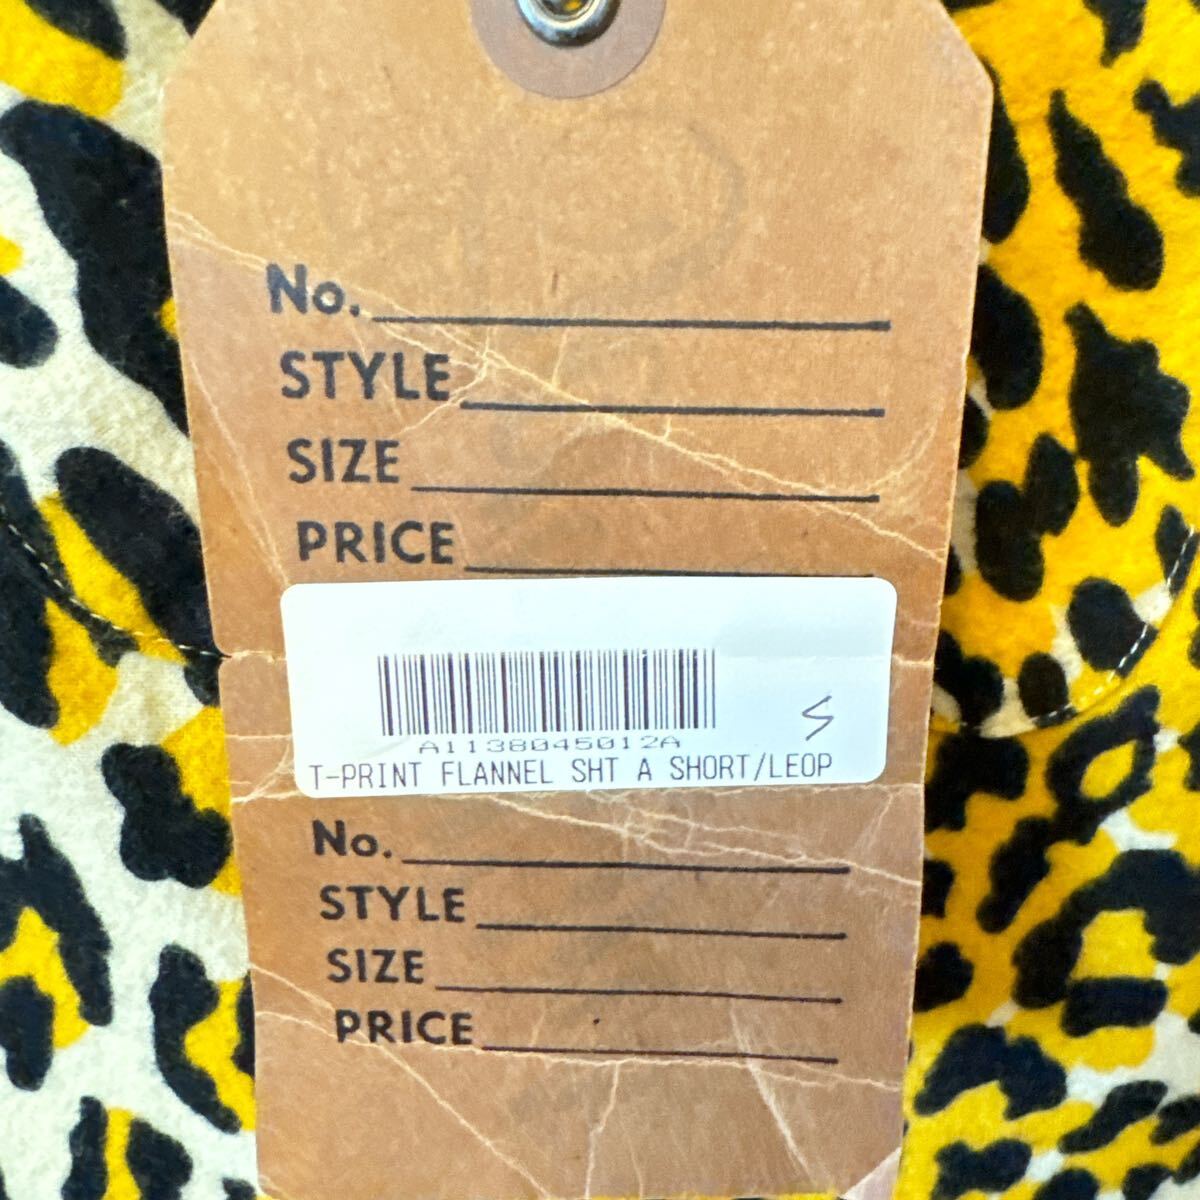 No.
STYLE
SIZE
PRICE
A1138045012A
S
T-PRINT FLANNEL SHT A SHORT/LEOP
No.
STYLE
SIZE
PRICE